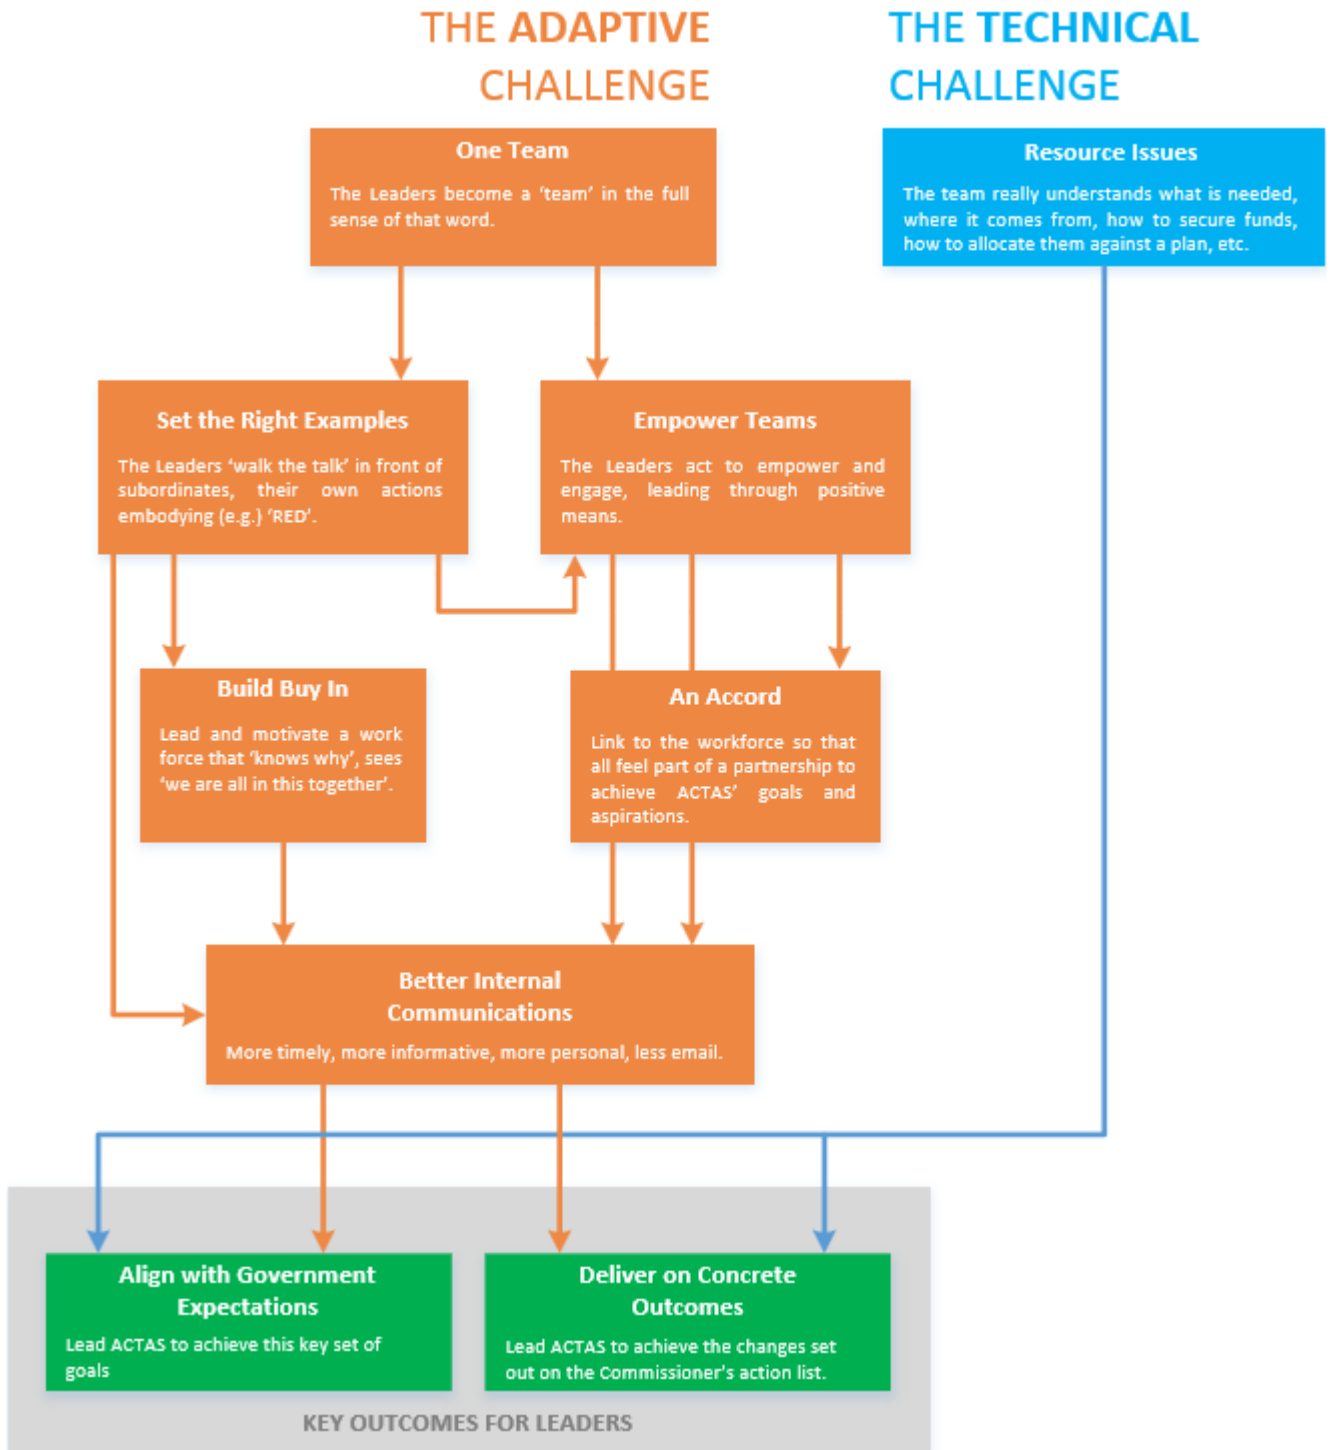 THE ADAPTIVE
CHALLENGE
THE TECHNICAL
CHALLENGE
One Team
The Leaders become a ‘team’ in the full
sense of that word.
Resource Issues
The team really understands what is needed,
where it comes from, how to secure funds,
how to allocate them against a plan, etc.
Set the Right Examples
The Leaders ‘walk the talk’ in front of
subordinates, their own actions
embodying (e.g.) ‘RED’.
Empower Teams
The Leaders act to empower and
engage, leading through positive
means.
Build Buy In
Lead and motivate a work
force that ‘knows why’, sees
‘we are all in this together’.
An Accord
Link to the workforce so that
all feel part of a partnership to
achieve ACTAS’ goals and
aspirations.
Better Internal
Communications
More timely, more informative, more personal, less email.
Align with Government
Expectations
Lead ACTAS to achieve this key set of
goals
Deliver on Concrete
Outcomes
Lead ACTAS to achieve the changes set
out on the Commissioner’s action list.
KEY OUTCOMES FOR LEADERS